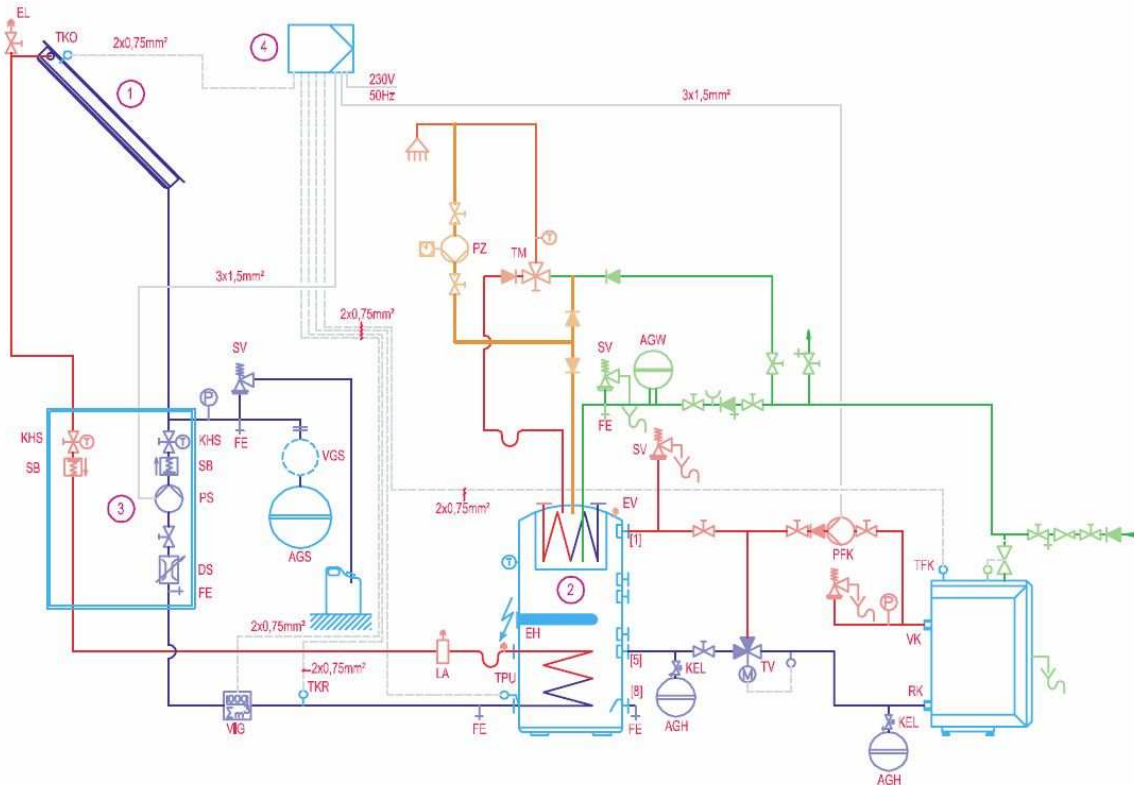 EL
TKO
2x0,75mm²
4
1
230V
50Hz
3x1,5mm²
PZ
TM
T
3x1,5mm²
2x0,75mm²
SV
P
SV
AGW
KHS
T
KHS
T
FE
FE
SB
SB
VGS
SV
PS
3
2x0,75mm²
EV
[1]
AGS
PFK
T
2
TFK
DS
P
FE
EH
2x0,75mm²
VK
2x0,75mm²
LA
TPU
[5]
KEL
TV
M
TKR
[8]
RK
FE
FE
AGH
KEL
AGH